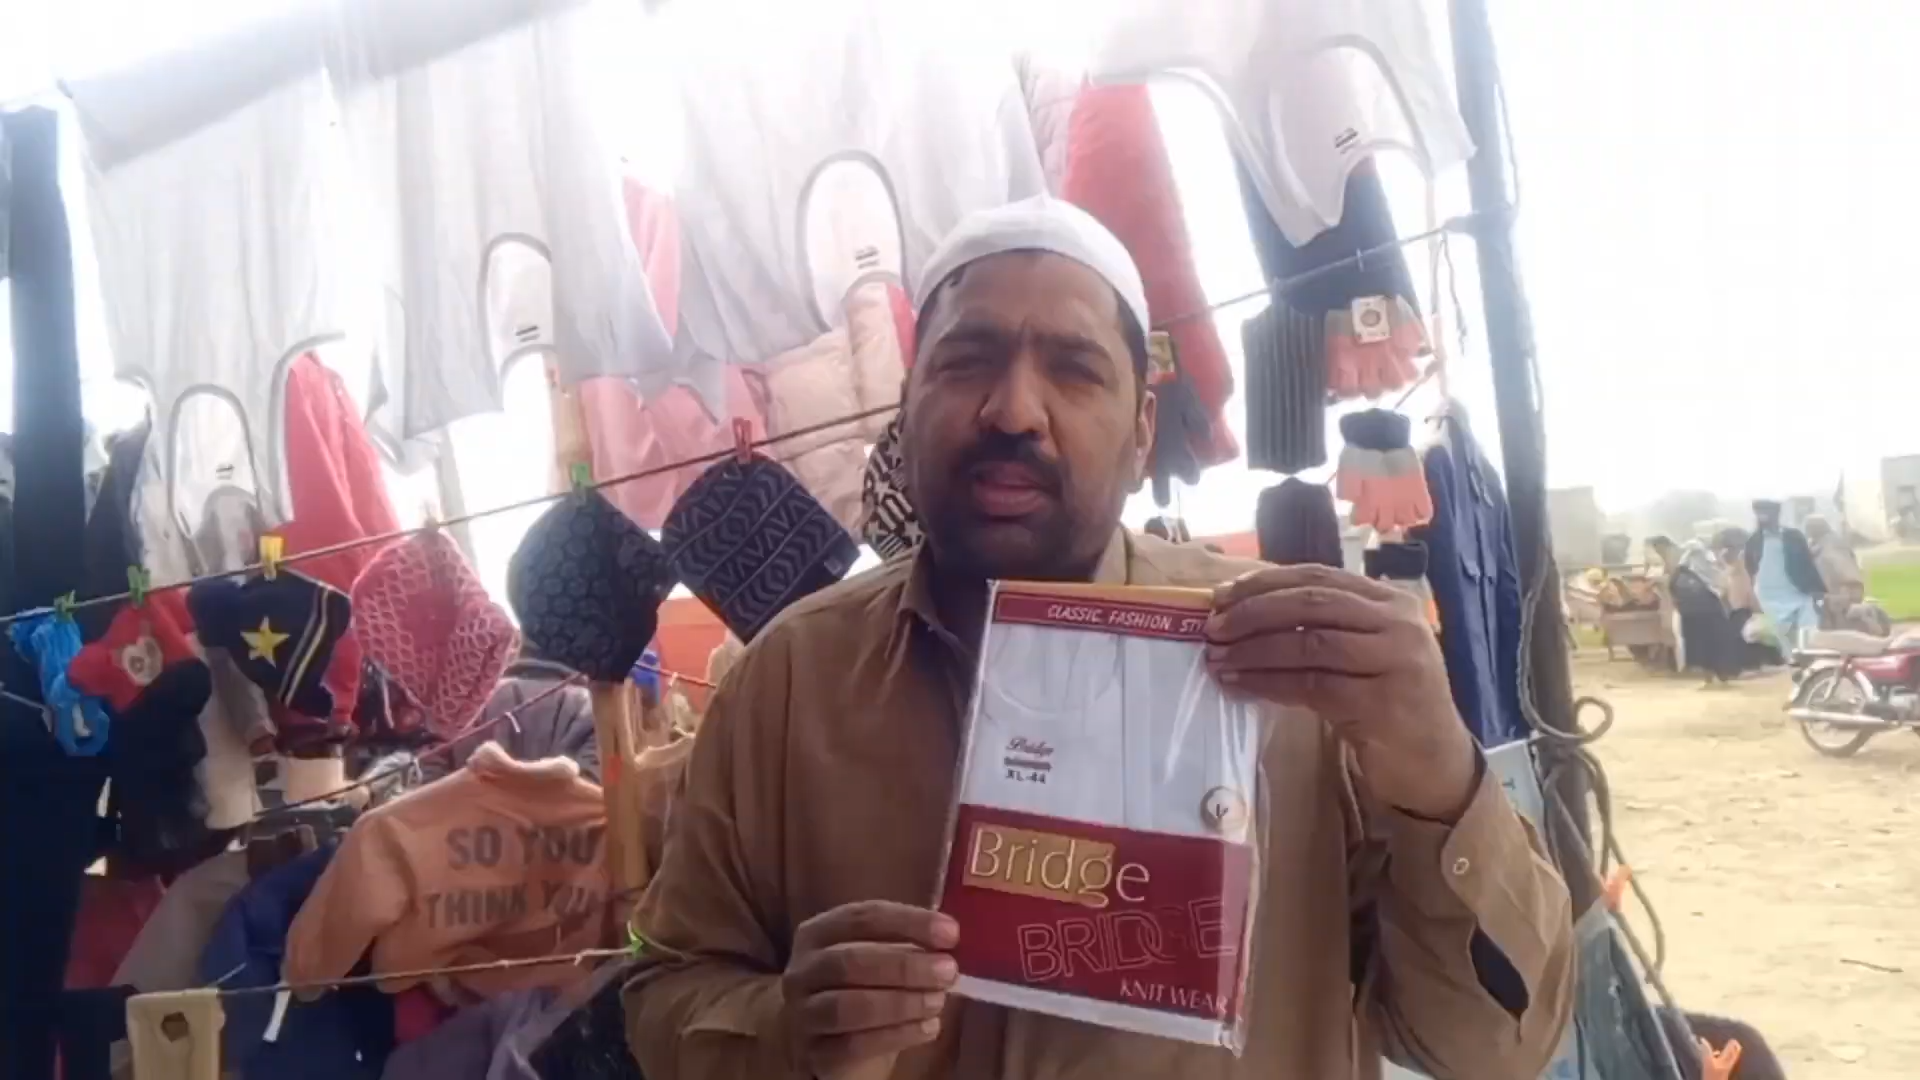 CLASSIC FASHION STY
Bridge
XL-44
Bridge
BRIDGE
KNIT WEAR
SO YOU
THINK YOU